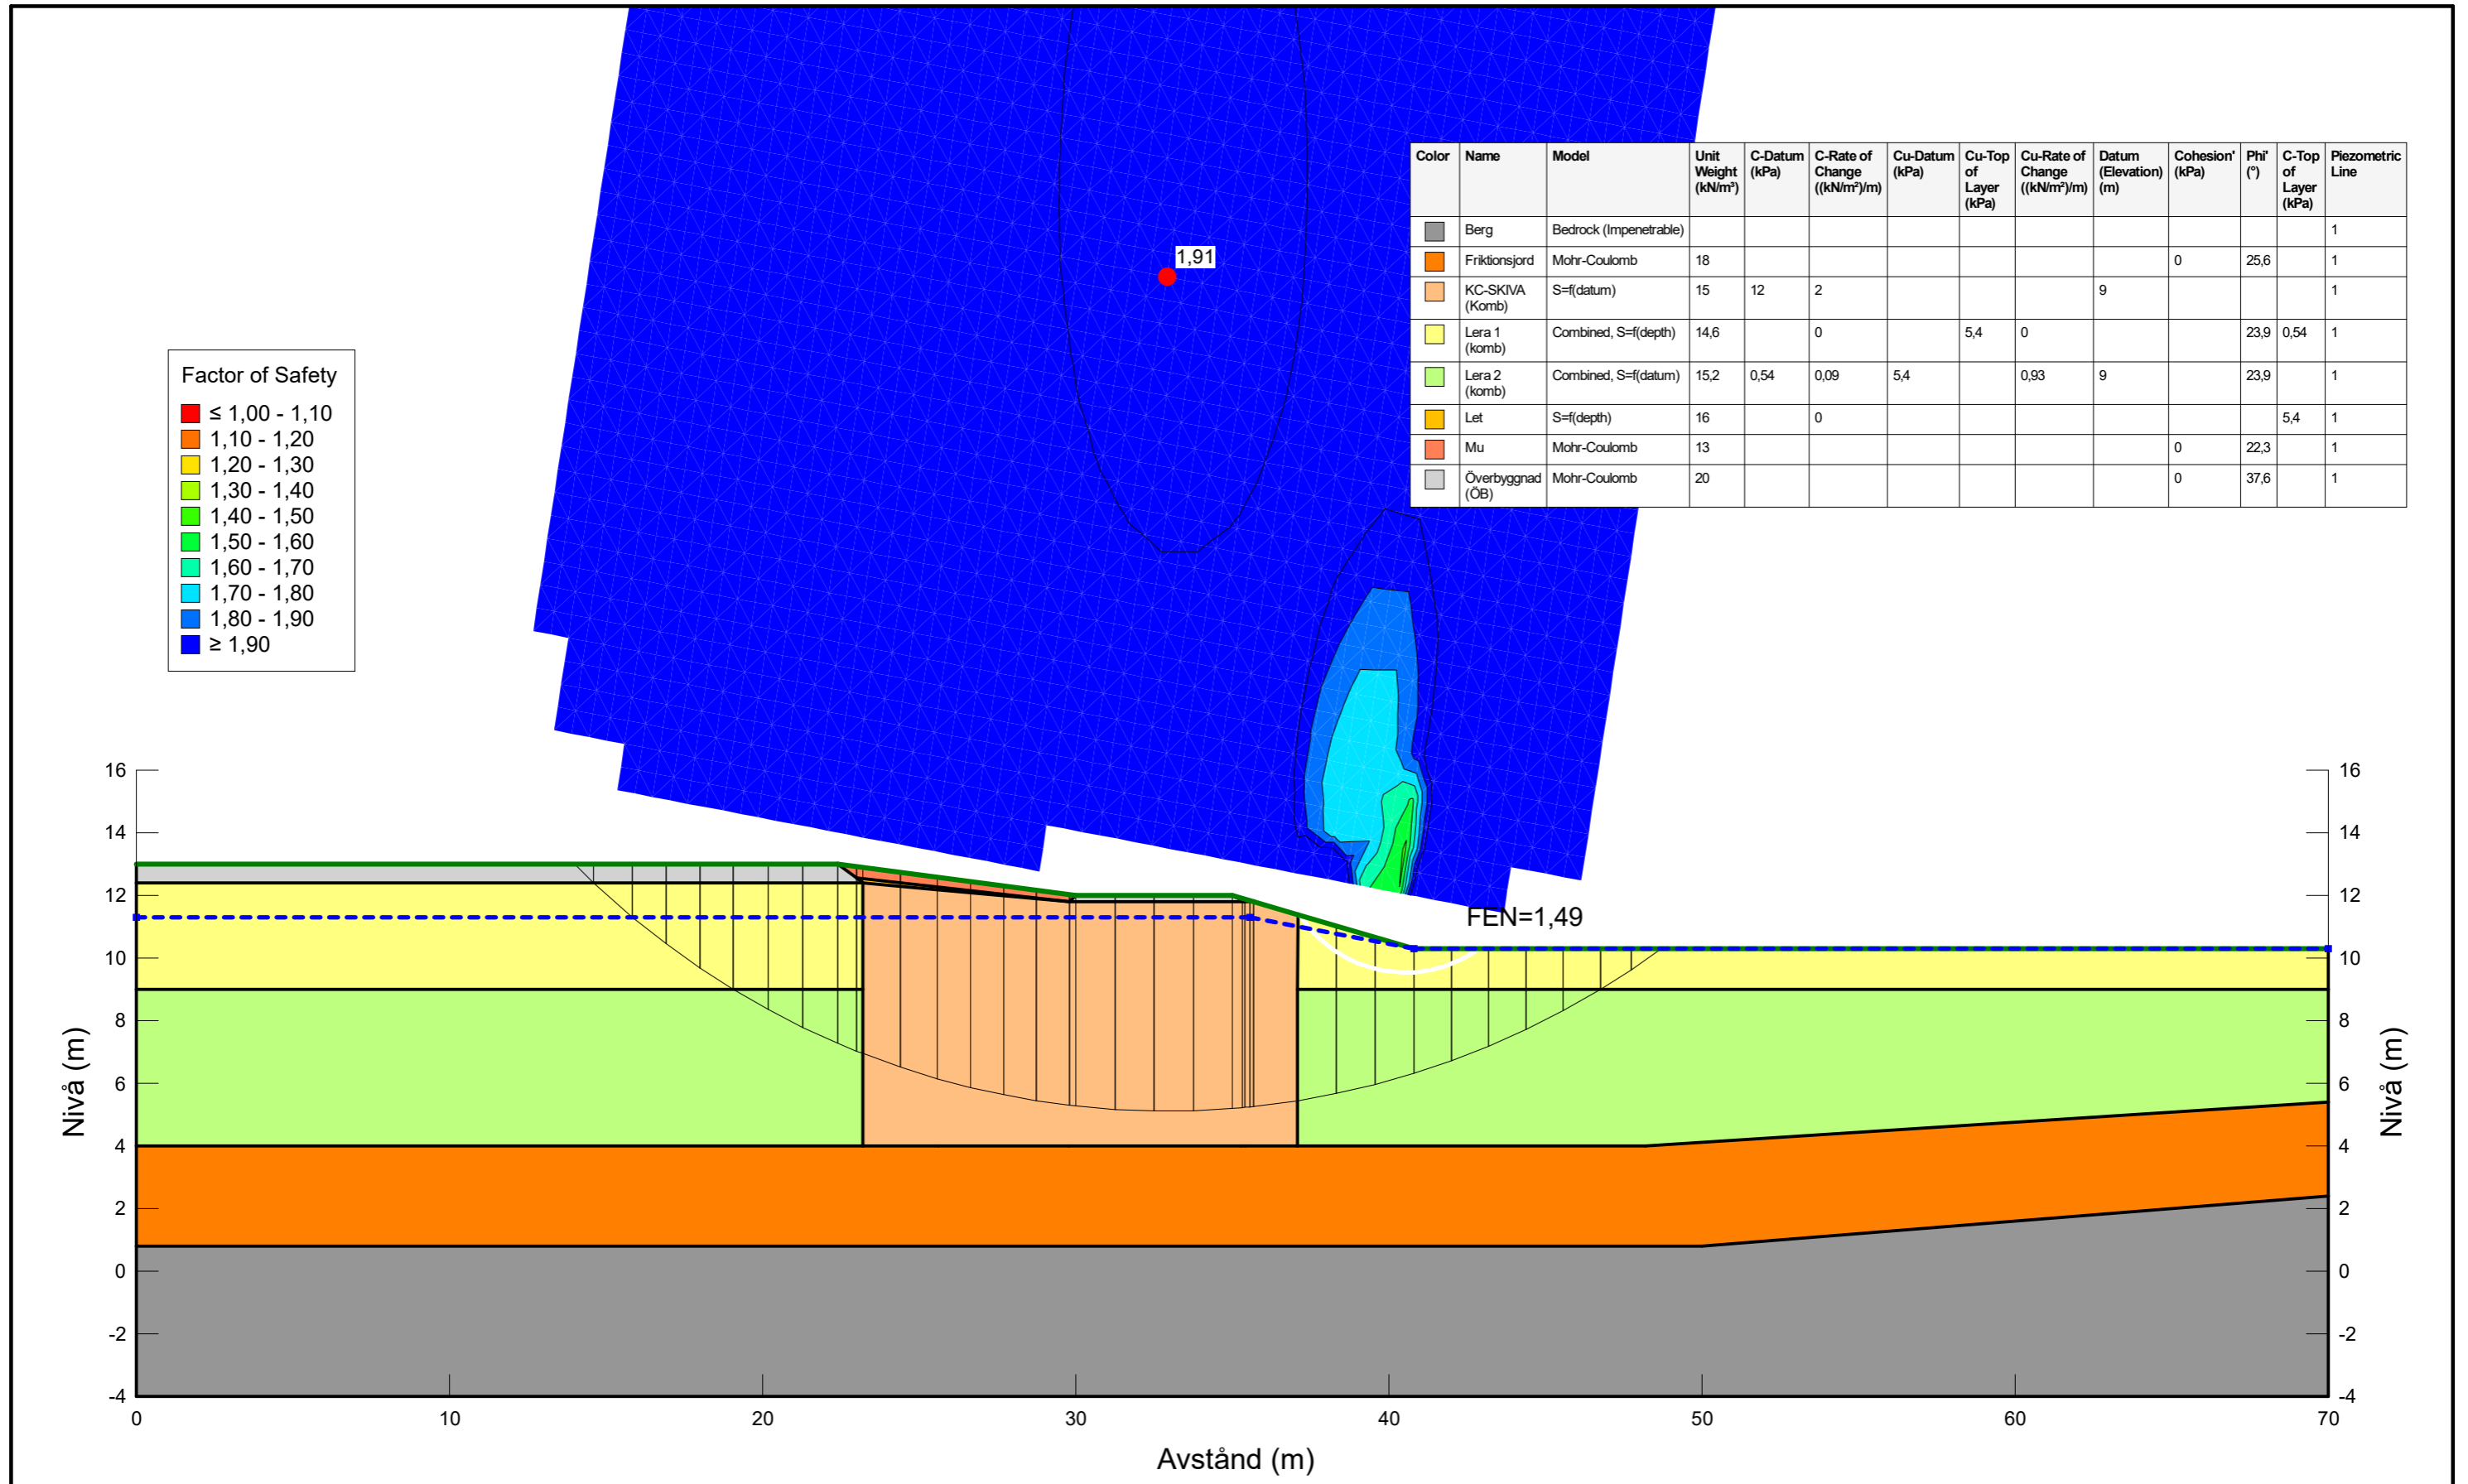 1,91
Color Name Model Unit Weight (kN/m³) C-Datum (kPa) C-Rate of Change ((kN/m²)/m) Cu-Datum (kPa) Cu-Top of Layer (kPa) Cu-Rate of Change ((kN/m²)/m) Datum (Elevation) (m) Cohesion' (kPa) Phi' (°) C-Top of Layer (kPa) Piezometric Line
Berg Bedrock (Impenetrable) 1
Friktionsjord Mohr-Coulomb 18 0 25,6 1
KC-SKIVA (Komb) S=f(datum) 15 12 2 9 1
Lera 1 (komb) Combined, S=f(depth) 14,6 0 5,4 0 23,9 0,54 1
Lera 2 (komb) Combined, S=f(datum) 15,2 0,54 0,09 5,4 0,93 9 23,9 1
Let S=f(depth) 16 0 5,4 1
Mu Mohr-Coulomb 13 0 22,3 1
Överbyggnad (ÖB) Mohr-Coulomb 20 0 37,6 1
Factor of Safety
≤ 1,00 - 1,10
1,10 - 1,20
1,20 - 1,30
1,30 - 1,40
1,40 - 1,50
1,50 - 1,60
1,60 - 1,70
1,70 - 1,80
1,80 - 1,90
≥ 1,90
FEN=1,49
Nivå (m)
16
14
12
10
8
6
4
2
0
-2
-4
16
14
12
10
8
6
4
2
0
-2
-4
Nivå (m)
0 10 20 30 40 50 60 70
Avstånd (m)